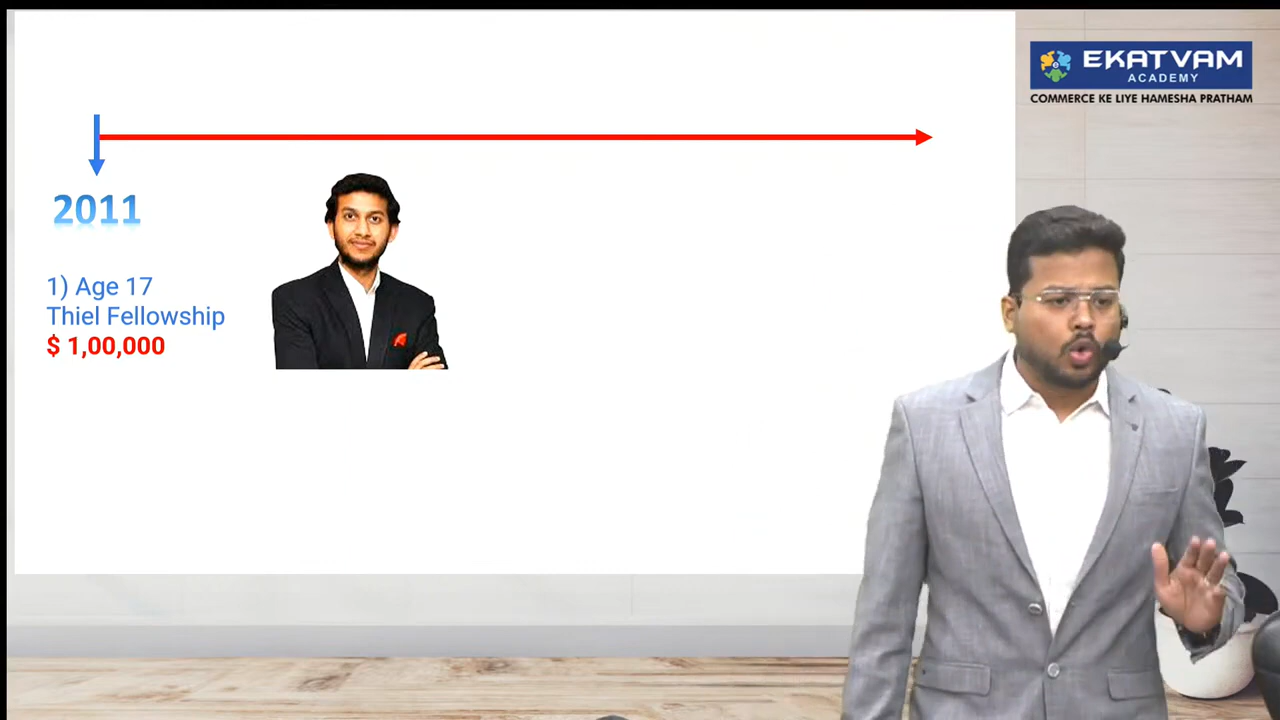 EKATVAM
ACADEMY
COMMERCE KE LIYE HAMESHA PRATHAM
2011
1) Age 17
Thiel Fellowship
$ 1,00,000